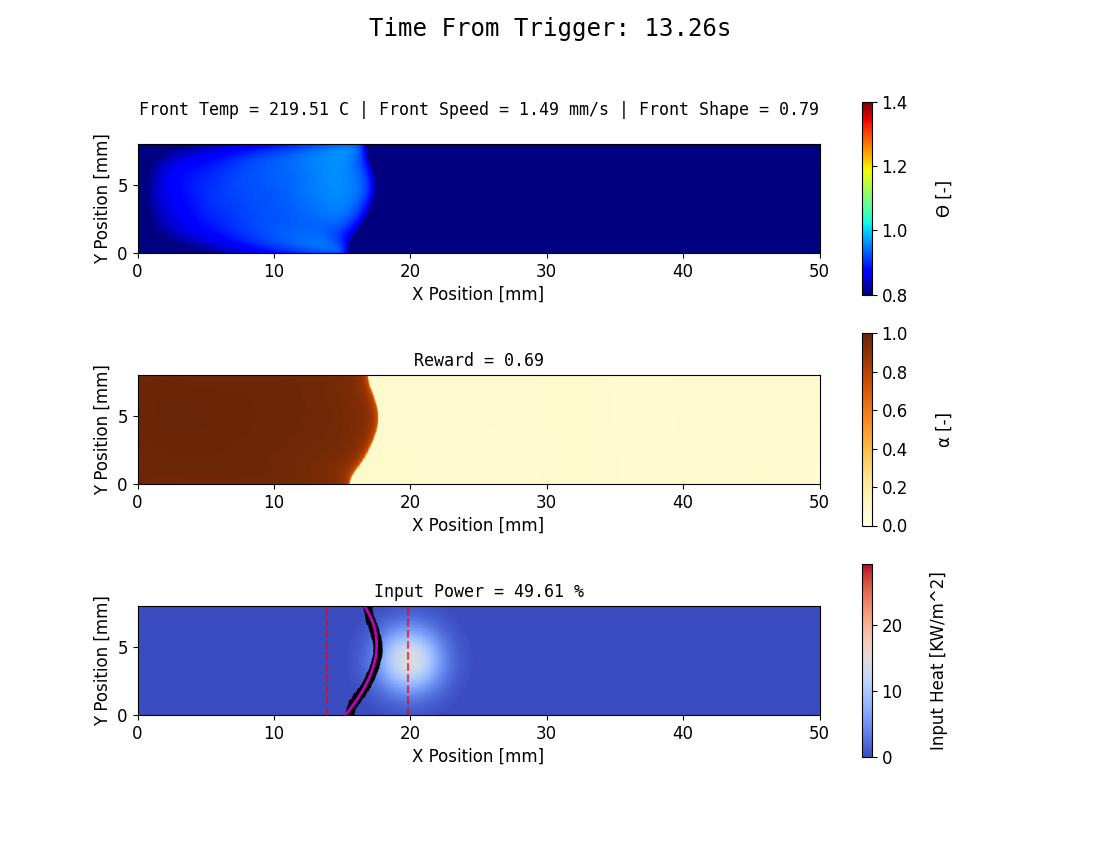 Time From Trigger: 13.26s
Front Temp = 219.51 C | Front Speed = 1.49 mm/s | Front Shape = 0.79
Y Position [mm]
5
0
0 10 20 30 40 50
X Position [mm]
1.4
1.2
1.0
0.8
Θ [-]
Reward = 0.69
Y Position [mm]
5
0
0 10 20 30 40 50
X Position [mm]
1.0
0.8
0.6
0.4
0.2
0.0
α [-]
Input Power = 49.61 %
Y Position [mm]
5
0
0 10 20 30 40 50
X Position [mm]
20
10
0
Input Heat [KW/m^2]